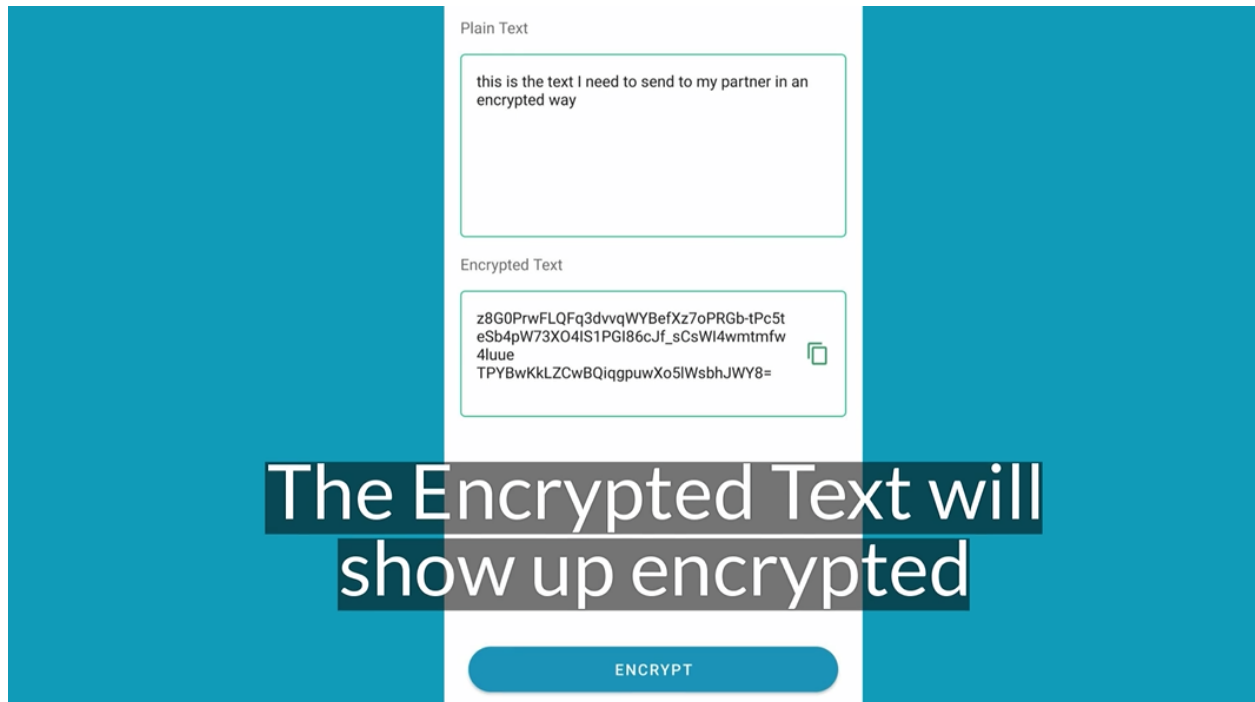 Plain Text
this is the text I need to send to my partner in an
encrypted way
Encrypted Text
z8G0PrwFLQFq3dvvqWYBefXz7oPRGb-tPc5t
eSb4pW73XO4IS1PGI86cJf_sCsWI4wmtmfw
4luue
TPYBwKkLZCwBQiqgpuwXo5lWsbhJWY8=
The Encrypted Text will
show up encrypted
ENCRYPT